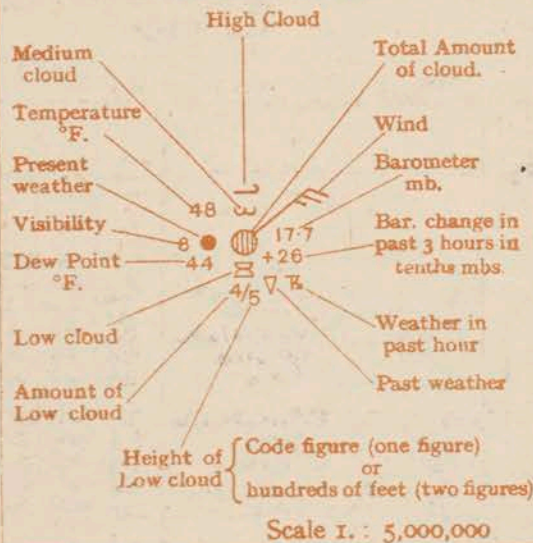 High Cloud
Medium
cloud
Total Amount
of cloud.
Temperature
°F.
Wind
Present
weather
Barometer
mb.
48
Visibility
8
17.7
Bar. change in
past 3 hours in
tenths mbs.
+26
Dew Point
°F.
44
4/5
Low cloud
Weather in
past hour
Amount of
Low cloud
Past weather
Height of
Low cloud
Code figure (one figure)
or
hundreds of feet (two figures)
Scale 1. : 5,000,000